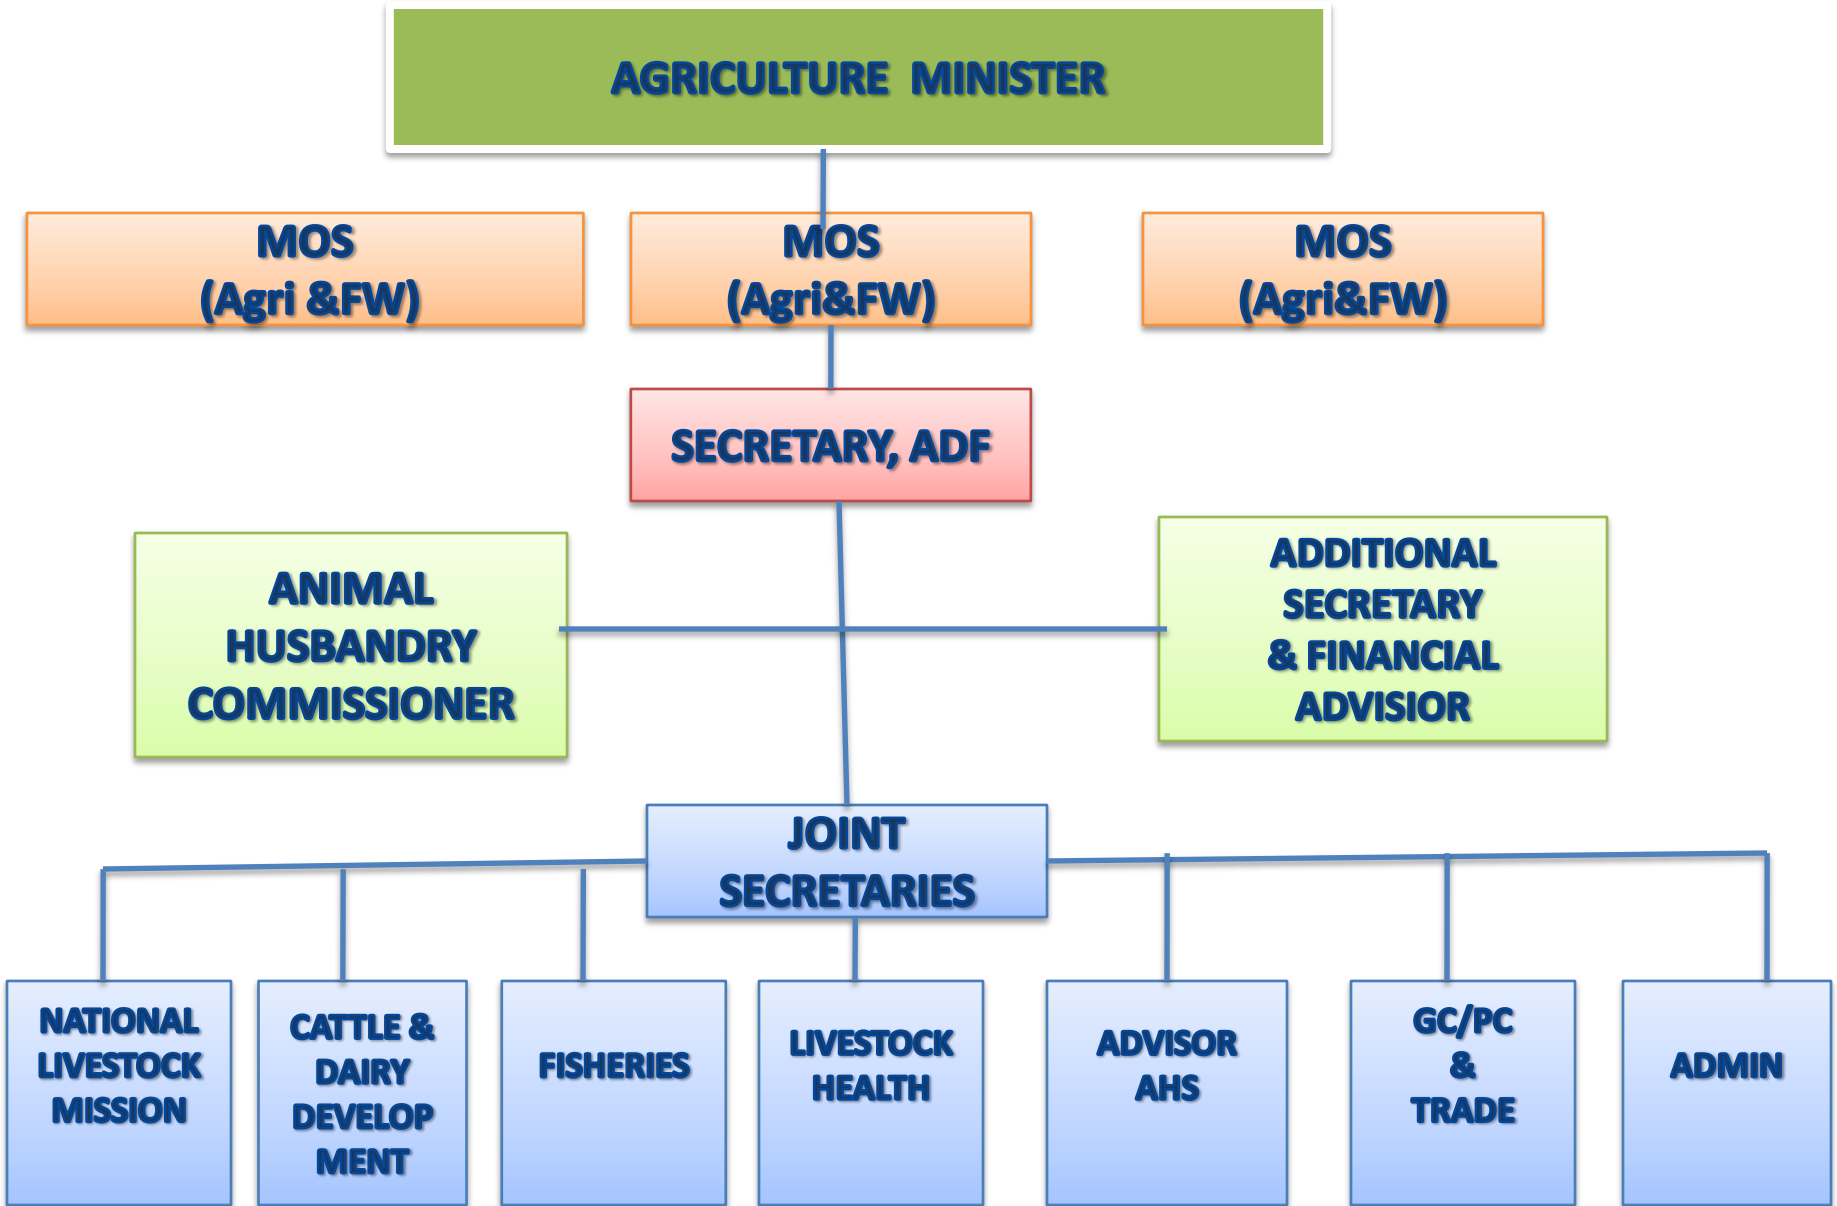 AGRICULTURE MINISTER
MOS
(Agri &FW)
MOS
(Agri&FW)
MOS
(Agri&FW)
SECRETARY, ADF
ANIMAL
HUSBANDRY
COMMISSIONER
ADDITIONAL
SECRETARY
& FINANCIAL
ADVISIOR
JOINT
SECRETARIES
NATIONAL
LIVESTOCK
MISSION
CATTLE &
DAIRY
DEVELOP
MENT
FISHERIES
LIVESTOCK
HEALTH
ADVISOR
AHS
GC/PC
&
TRADE
ADMIN